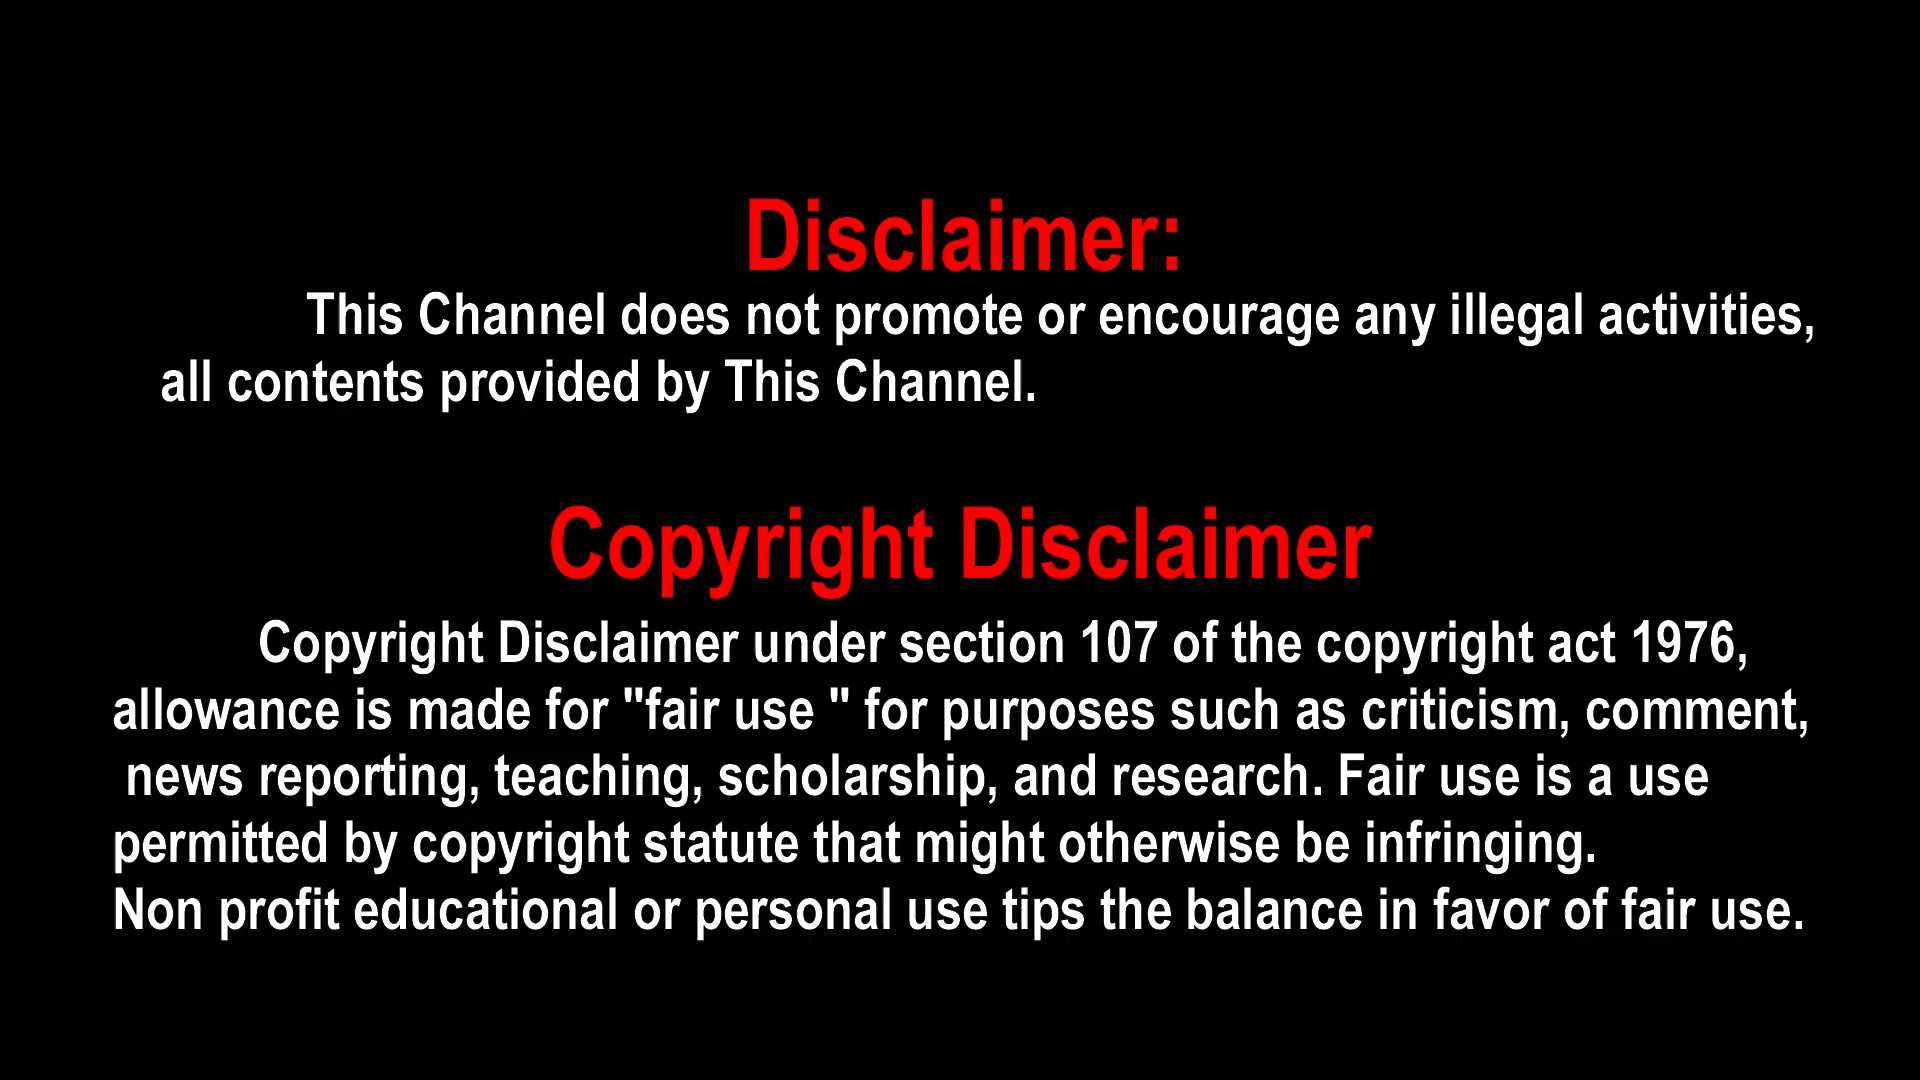 Disclaimer:
This Channel does not promote or encourage any illegal activities,
all contents provided by This Channel.
Copyright Disclaimer
Copyright Disclaimer under section 107 of the copyright act 1976,
allowance is made for "fair use " for purposes such as criticism, comment,
news reporting, teaching, scholarship, and research. Fair use is a use
permitted by copyright statute that might otherwise be infringing.
Non profit educational or personal use tips the balance in favor of fair use.